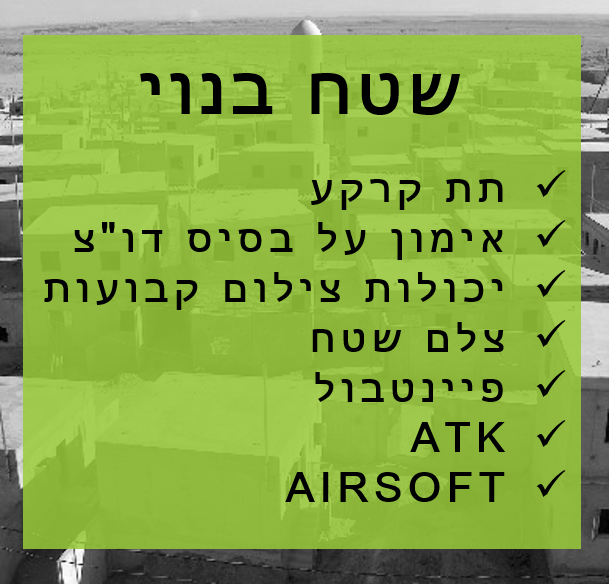 שטח בנוי
תת קרקע
אימון על בסיס דו"צ
יכולות צילום קבועות
צלם שטח
פיינטבול
ATK
AIRSOFT